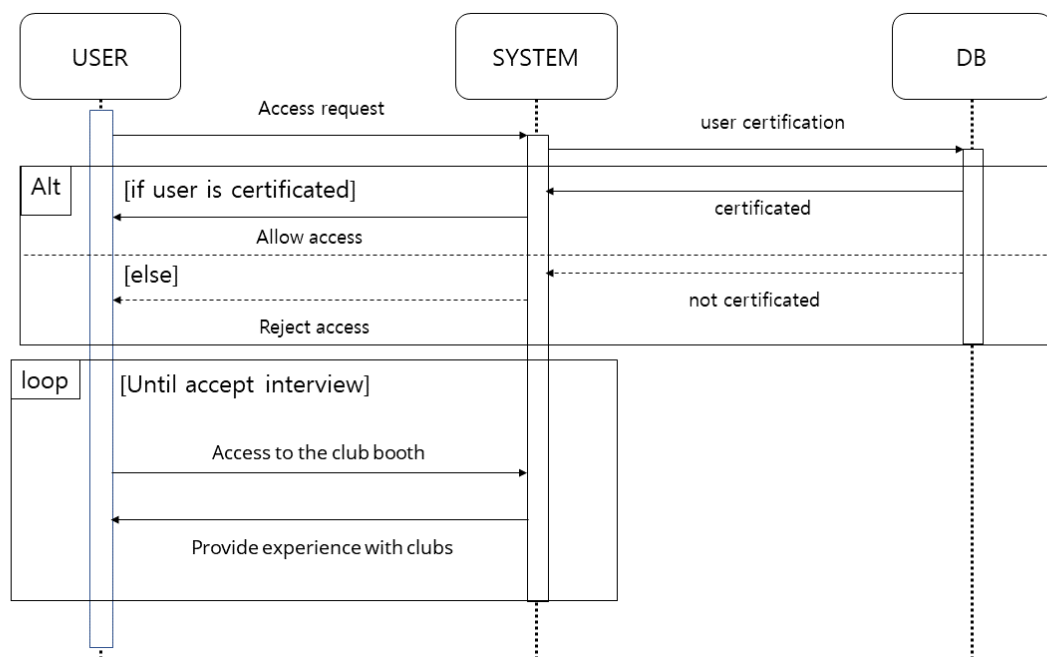 USER
SYSTEM
DB
Access request
user certification
Alt
[if user is certificated]
certificated
Allow access
[else]
not certificated
Reject access
loop
[Until accept interview]
Access to the club booth
Provide experience with clubs